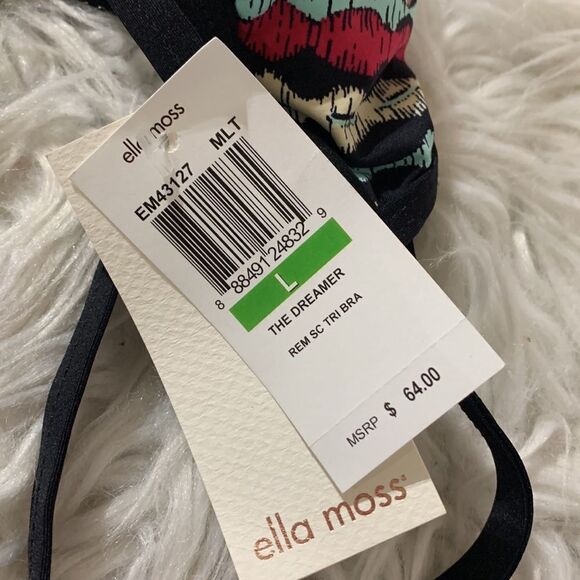 ella moss
EM43127 MLT
8 88491 24832 9
L
THE DREAMER
REM SC TRI BRA
MSRP $ 64.00
ella moss